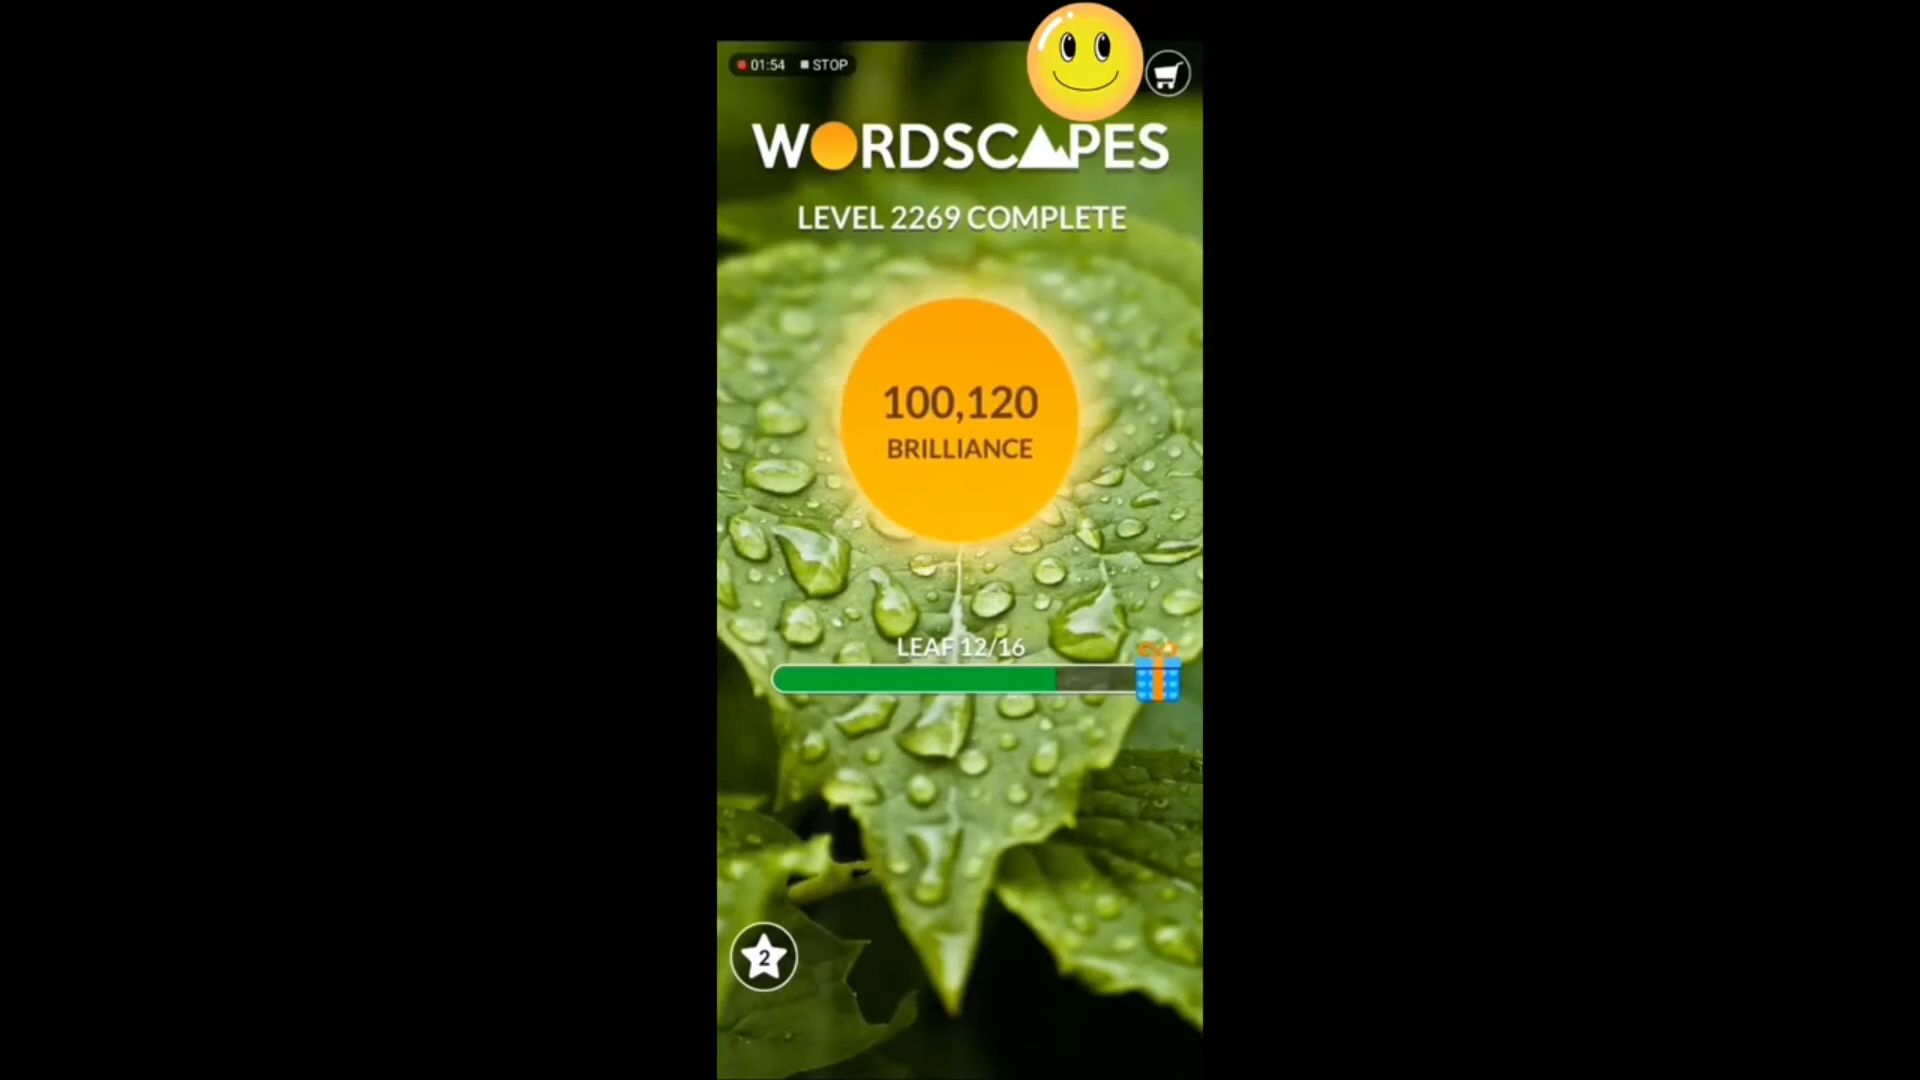 01:54 STOP
WORDSCAPES
LEVEL 2269 COMPLETE
100,120
BRILLIANCE
LEAF 12/16
2